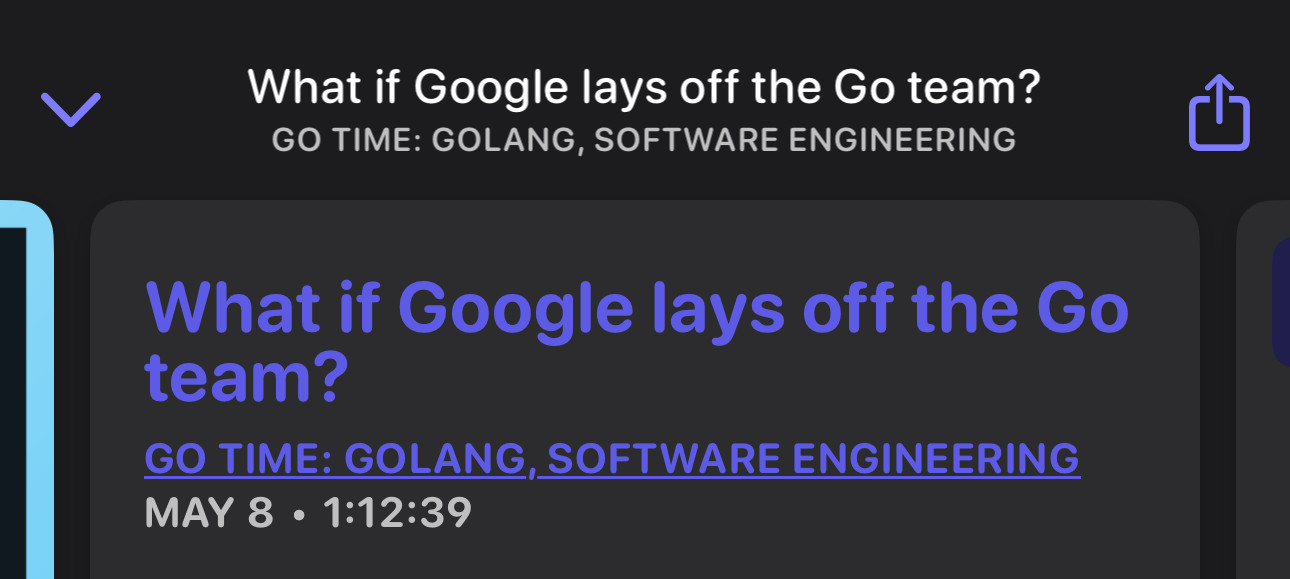 What if Google lays off the Go team?
GO TIME: GOLANG, SOFTWARE ENGINEERING
What if Google lays off the Go
team?
GO TIME: GOLANG, SOFTWARE ENGINEERING
MAY 8 • 1:12:39